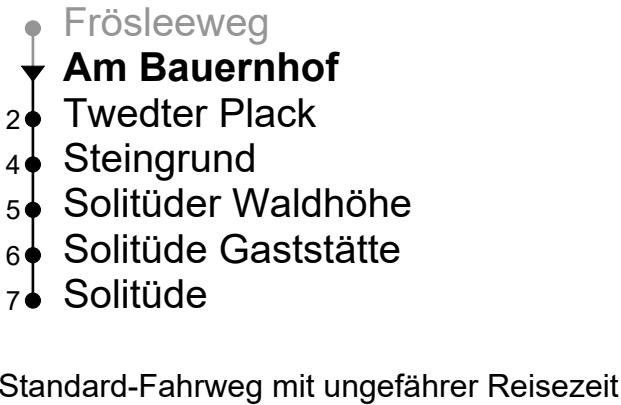 Frösleeweg
Am Bauernhof
2 Twedter Plack
4 Steingrund
5 Solitüder Waldhöhe
6 Solitüde Gaststätte
7 Solitüde
Standard-Fahrweg mit ungefährer Reisezeit